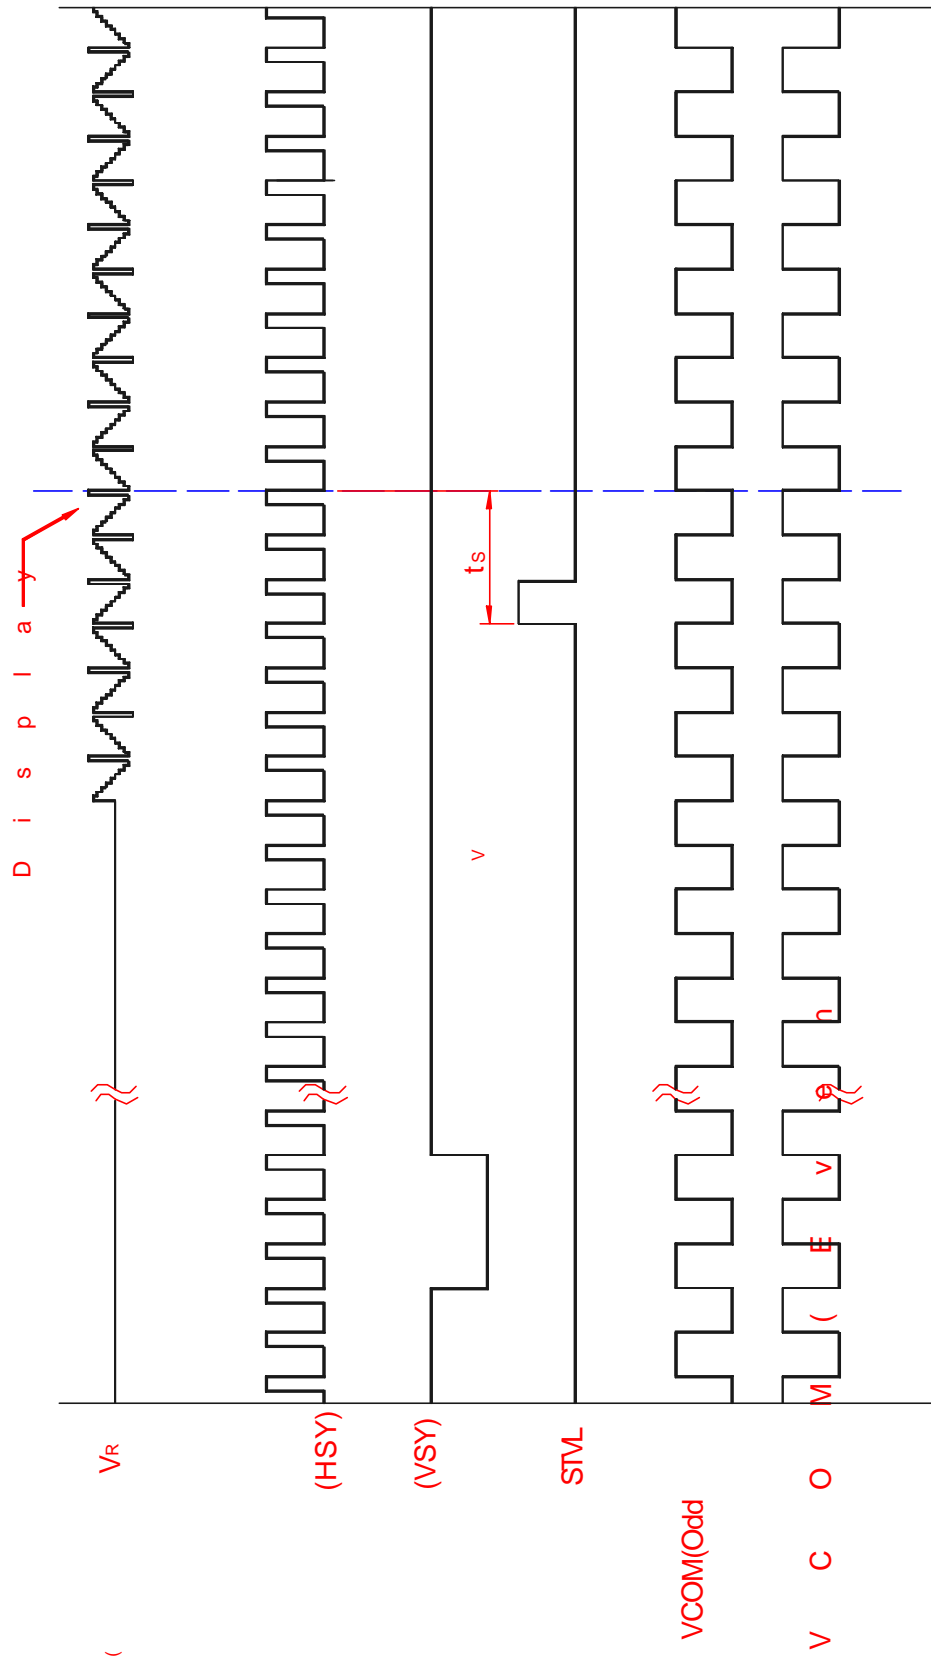 Display
VR
(HSY)
(VSY)
tS
V
STVL
VCOM(Odd
VCOM(Even
(